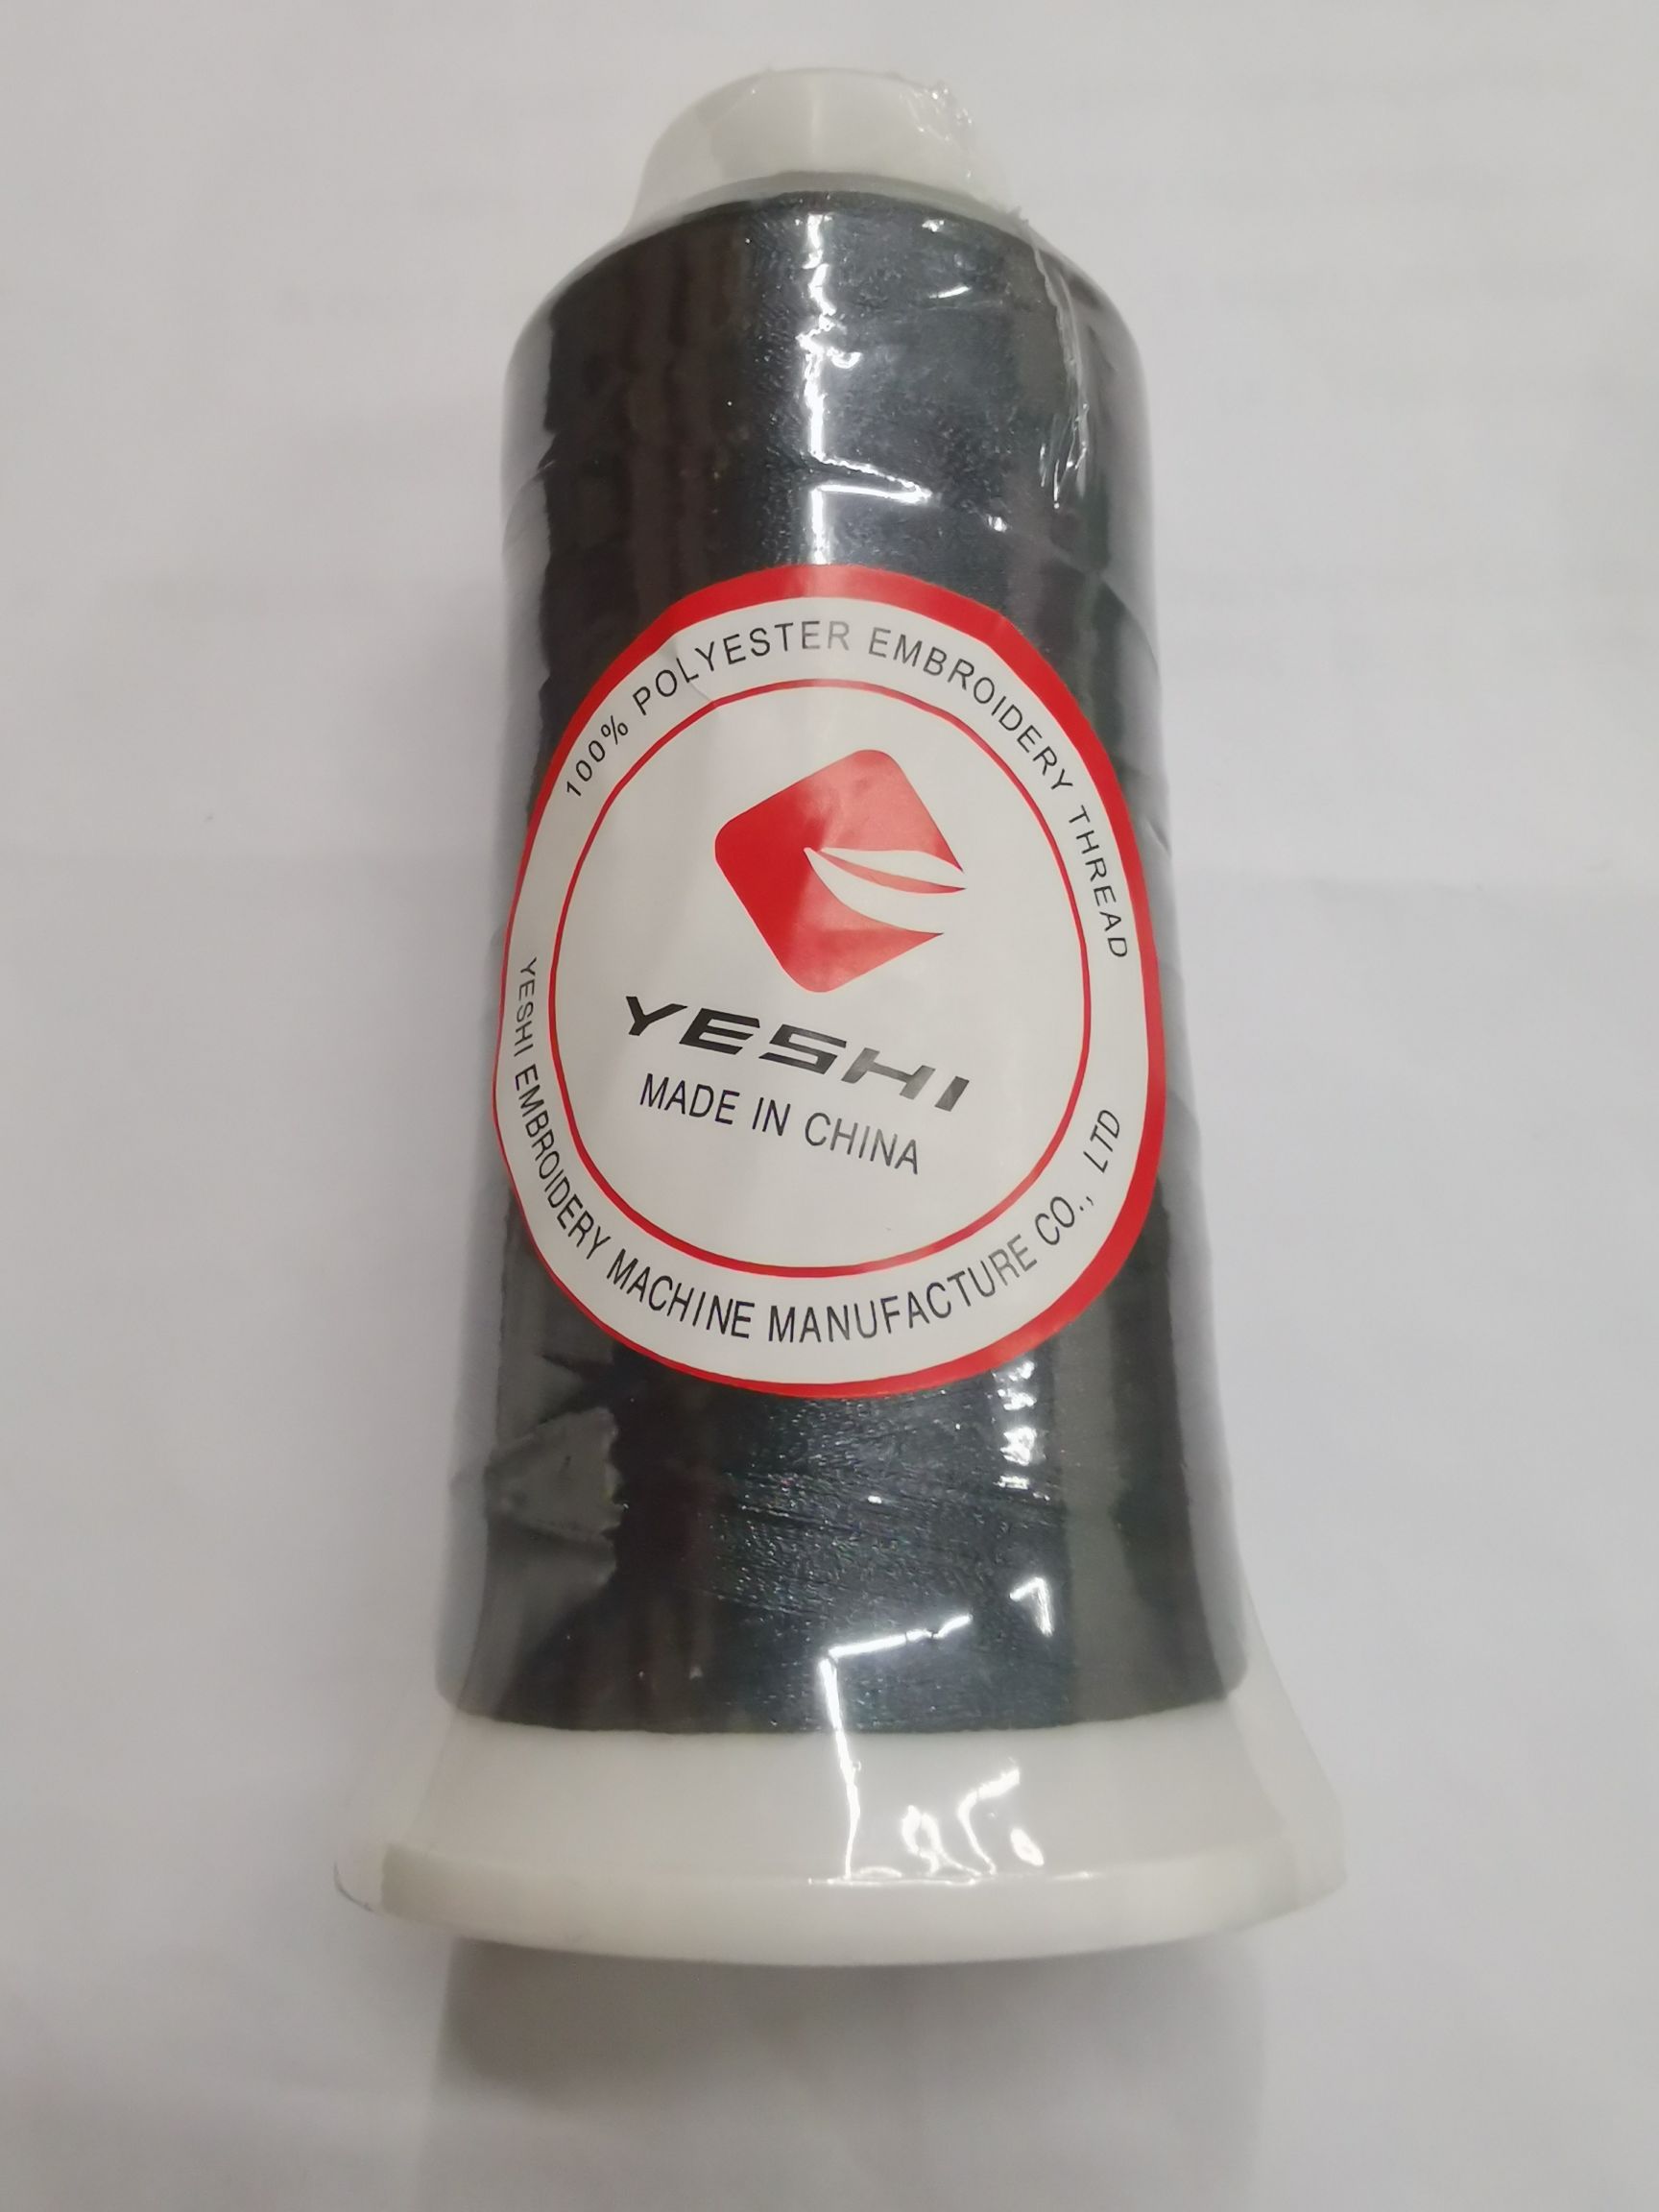 100% POLYESTER EMBROIDERY THREAD
YESHI
MADE IN CHINA
YESHI EMBROIDERY MACHINE MANUFACTURE CO., LTD